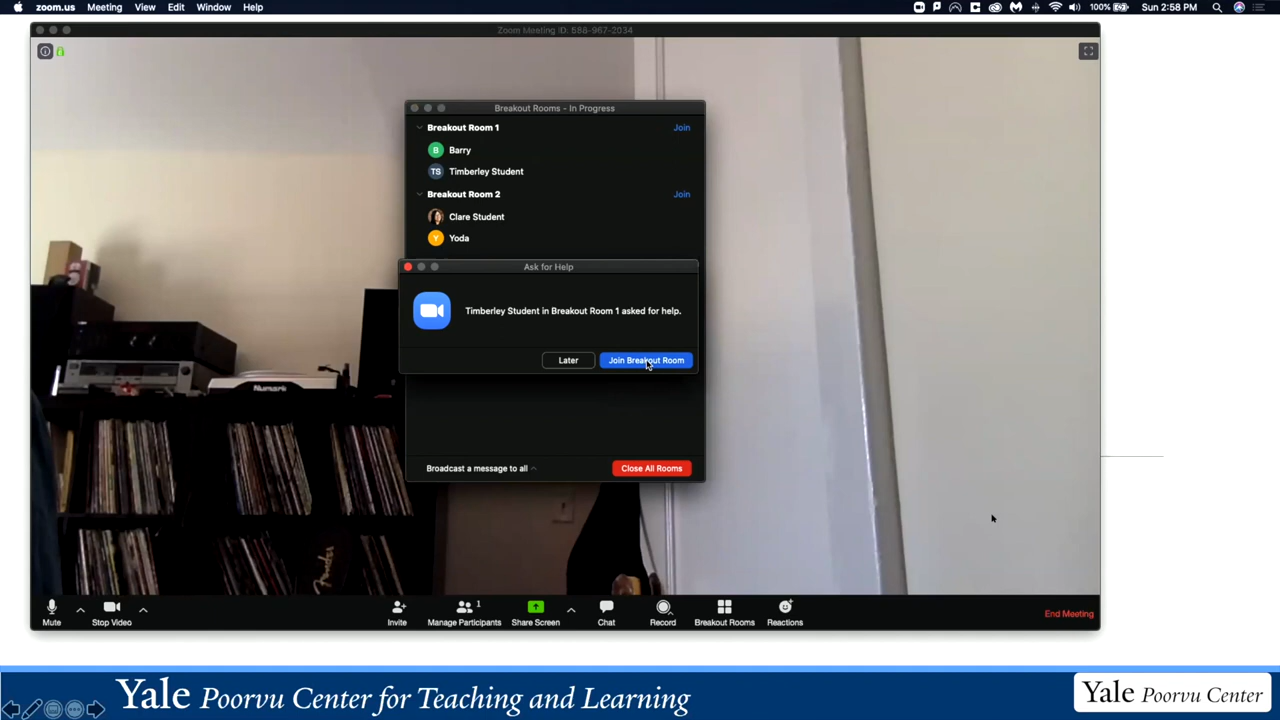 zoom.us Meeting View Edit Window Help
100% Sun 2:58 PM
Zoom Meeting ID: 588-967-2034
Breakout Rooms - In Progress
Breakout Room 1 Join
B Barry
TS Timberley Student
Breakout Room 2 Join
Clare Student
Y Yoda
Ask for Help
Timberley Student in Breakout Room 1 asked for help.
Later Join Breakout Room
Broadcast a message to all Close All Rooms
Numark
Fender
1
Mute Stop Video Invite Manage Participants Share Screen Chat Record Breakout Rooms Reactions End Meeting
Yale Poorvu Center for Teaching and Learning
Yale Poorvu Center